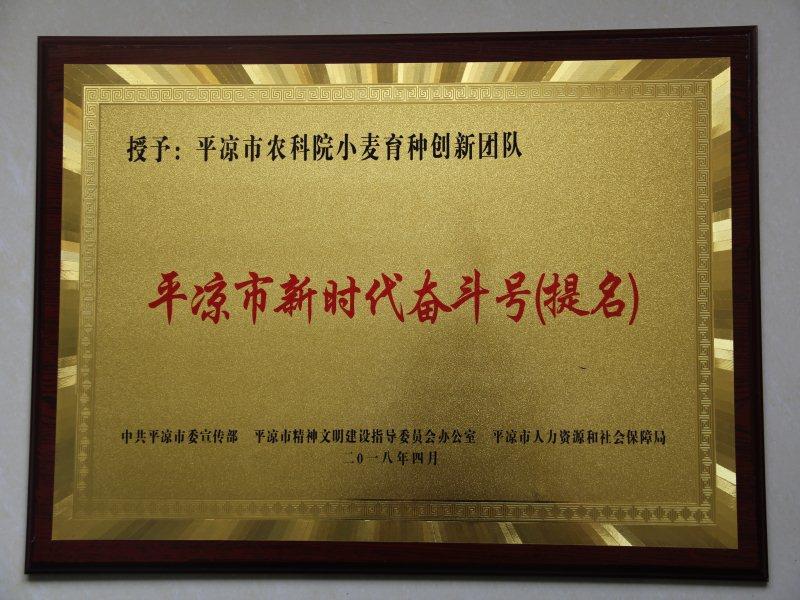 授予：平凉市农科院小麦育种创新团队
平凉市新时代奋斗号(提名)
中共平凉市委宣传部 平凉市精神文明建设指导委员会办公室 平凉市人力资源和社会保障局
二0一八年四月